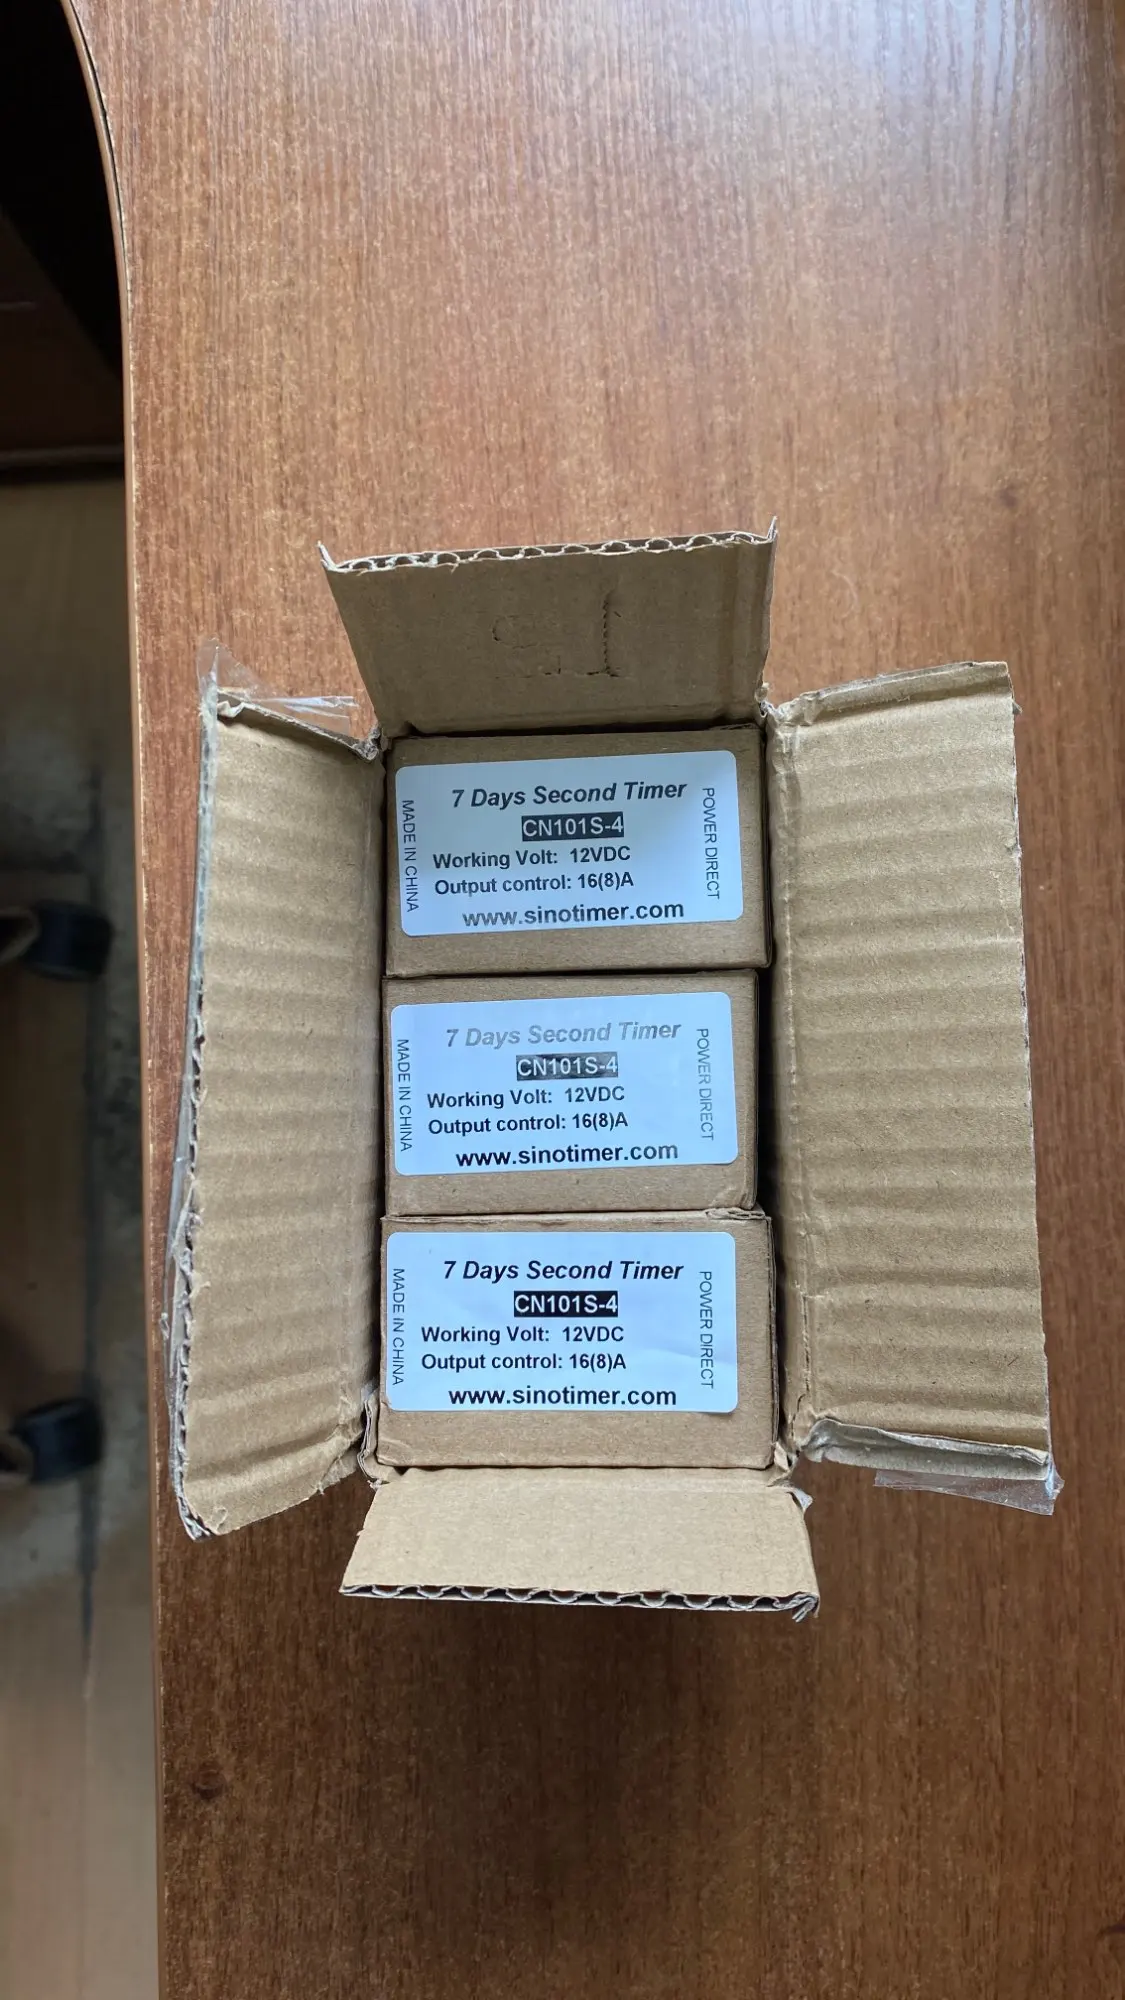 7 Days Second Timer
CN101S-4
Working Volt: 12VDC
Output control: 16(8)A
www.sinotimer.com
MADE IN CHINA
POWER DIRECT
7 Days Second Timer
CN101S-4
Working Volt: 12VDC
Output control: 16(8)A
www.sinotimer.com
MADE IN CHINA
POWER DIRECT
7 Days Second Timer
CN101S-4
Working Volt: 12VDC
Output control: 16(8)A
www.sinotimer.com
MADE IN CHINA
POWER DIRECT